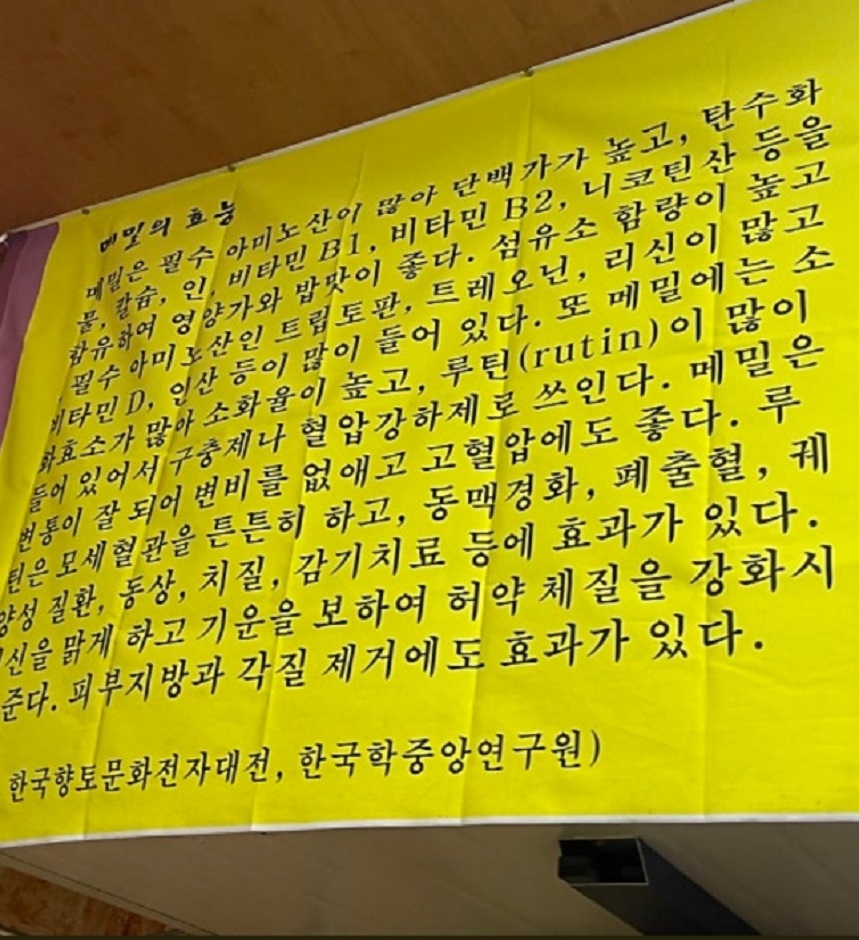 메밀의 효능
메밀은 필수 아미노산이 많아 단백가가 높고, 탄수화
물, 칼슘, 인, 비타민 B1, 비타민 B2, 니코틴산 등을
함유하여 영양가와 밥맛이 좋다. 섬유소 함량이 높고
, 필수 아미노산인 트립토판, 트레오닌, 리신이 많고
비타민 D, 인산 등이 많이 들어 있다. 또 메밀에는 소
화효소가 많아 소화율이 높고, 루틴(rutin)이 많이
들어 있어서 구충제나 혈압강하제로 쓰인다. 메밀은
변통이 잘 되어 변비를 없애고 고혈압에도 좋다. 루
틴은 모세혈관을 튼튼히 하고, 동맥경화, 폐출혈, 궤
양성 질환, 동상, 치질, 감기치료 등에 효과가 있다.
신을 맑게 하고 기운을 보하여 허약 체질을 강화시
준다. 피부지방과 각질 제거에도 효과가 있다.
한국향토문화전자대전, 한국학중앙연구원)